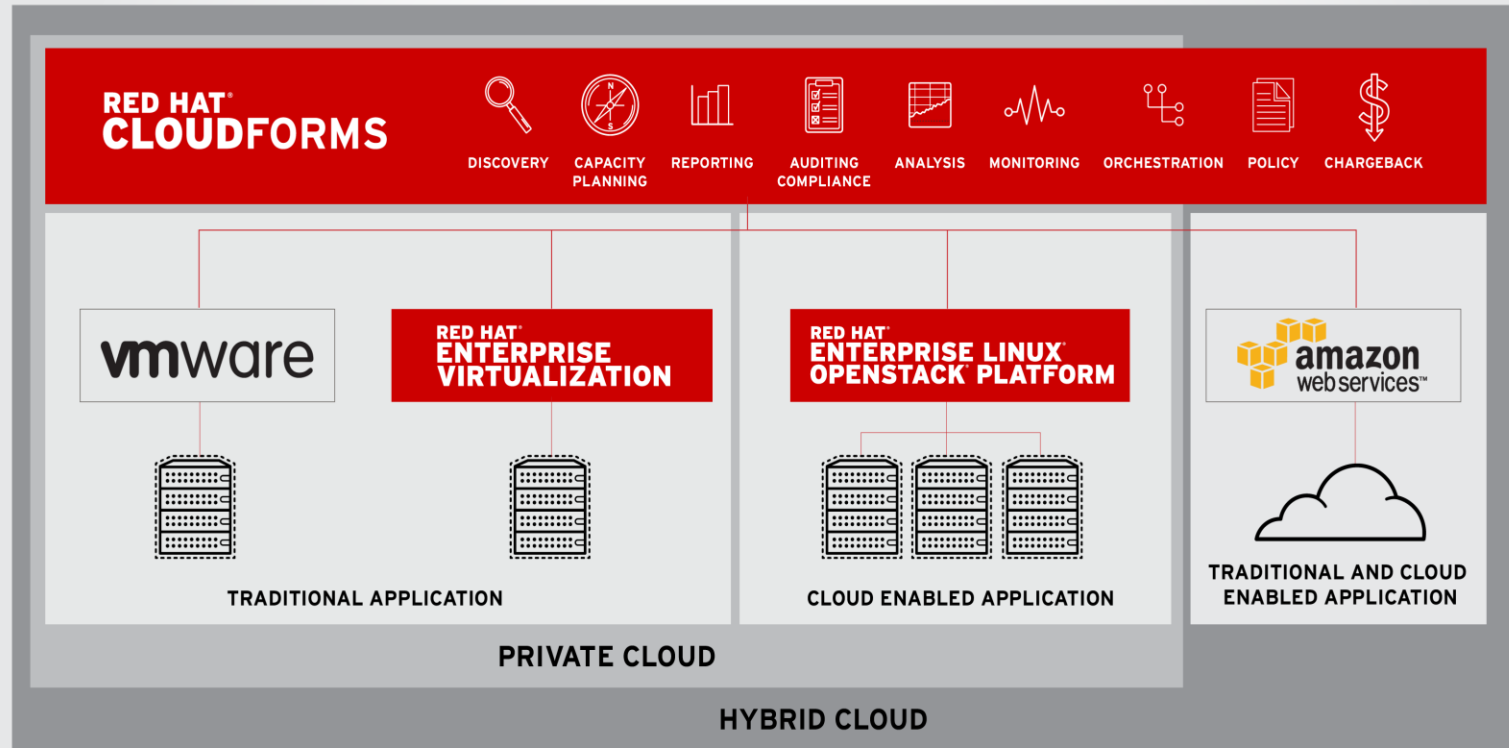 RED HAT®
CLOUDFORMS
N
S
DISCOVERY
CAPACITY
PLANNING
REPORTING
AUDITING
COMPLIANCE
ANALYSIS
MONITORING
ORCHESTRATION
POLICY
CHARGEBACK
vmware
RED HAT®
ENTERPRISE
VIRTUALIZATION
RED HAT®
ENTERPRISE LINUX®
OPENSTACK® PLATFORM
amazon
web services™
TRADITIONAL APPLICATION
CLOUD ENABLED APPLICATION
TRADITIONAL AND CLOUD
ENABLED APPLICATION
PRIVATE CLOUD
HYBRID CLOUD